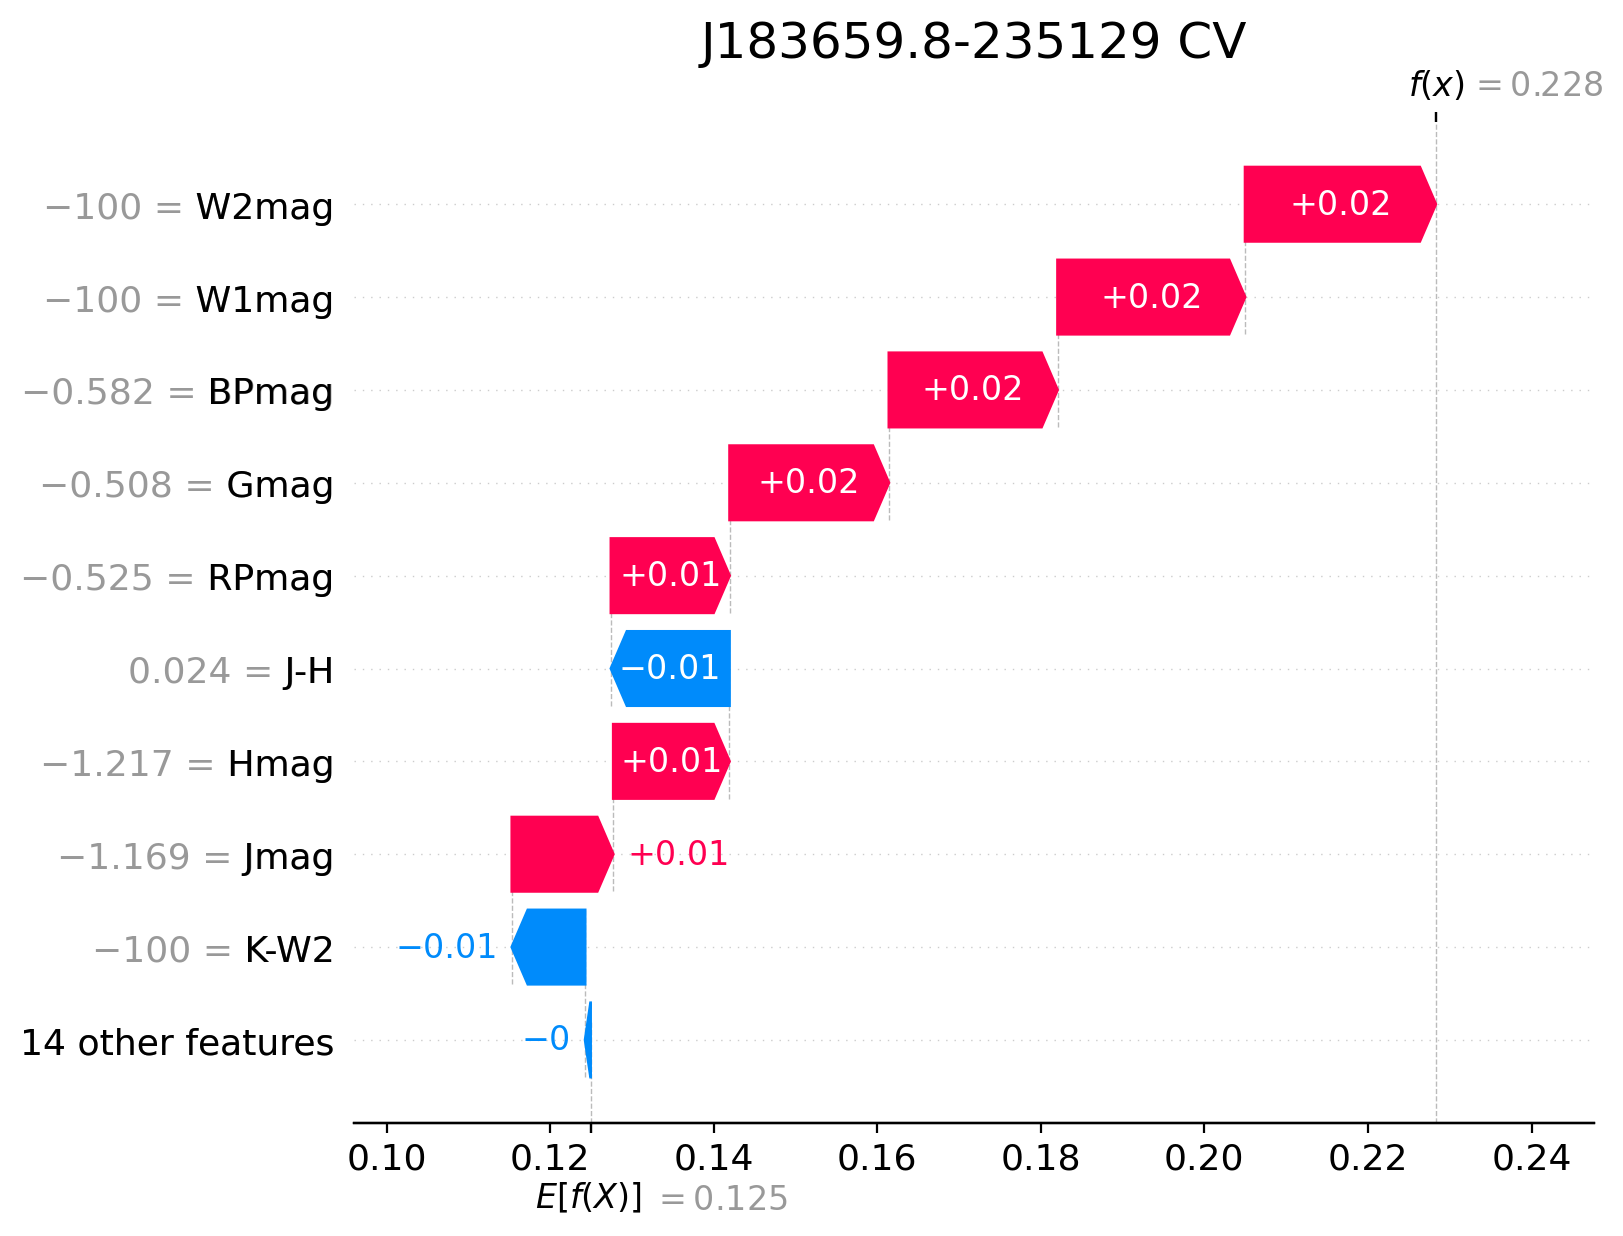 J183659.8-235129 CV
f(x) = 0.228
−100 = W2mag +0.02
−100 = W1mag +0.02
−0.582 = BPmag +0.02
−0.508 = Gmag +0.02
−0.525 = RPmag +0.01
0.024 = J-H −0.01
−1.217 = Hmag +0.01
−1.169 = Jmag +0.01
−100 = K-W2 −0.01
14 other features −0
0.10 0.12 0.14 0.16 0.18 0.20 0.22 0.24
E[f(X)] = 0.125